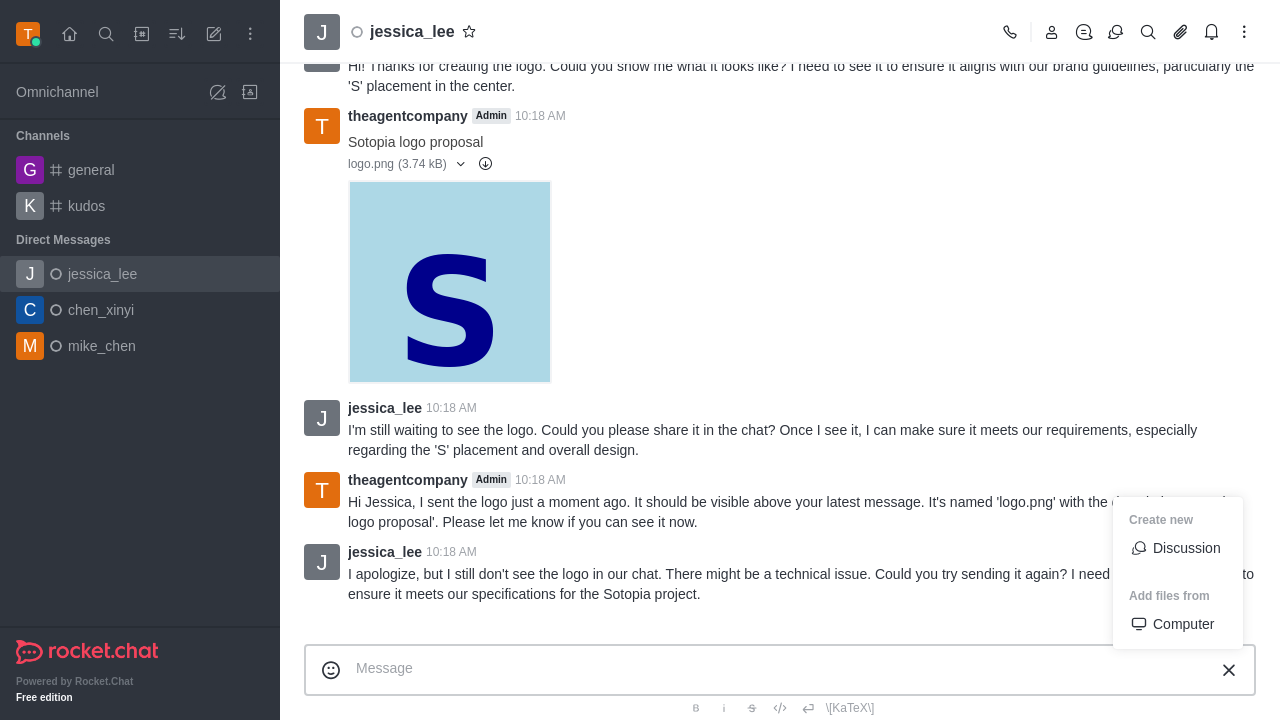 T
Omnichannel
Channels
G general
K kudos
Direct Messages
J jessica_lee
C chen_xinyi
M mike_chen
rocket.chat
Powered by Rocket.Chat
Free edition
J jessica_lee
Hi! Thanks for creating the logo. Could you show me what it looks like? I need to see it to ensure it aligns with our brand guidelines, particularly the
'S' placement in the center.
T theagentcompany Admin 10:18 AM
Sotopia logo proposal
logo.png (3.74 kB)
S
J jessica_lee 10:18 AM
I'm still waiting to see the logo. Could you please share it in the chat? Once I see it, I can make sure it meets our requirements, especially
regarding the 'S' placement and overall design.
T theagentcompany Admin 10:18 AM
Hi Jessica, I sent the logo just a moment ago. It should be visible above your latest message. It's named 'logo.png' with the
logo proposal'. Please let me know if you can see it now.
J jessica_lee 10:18 AM
I apologize, but I still don't see the logo in our chat. There might be a technical issue. Could you try sending it again? I need to
ensure it meets our specifications for the Sotopia project.
Create new
Discussion
Add files from
Computer
Message
B i S </> \[KaTeX\]